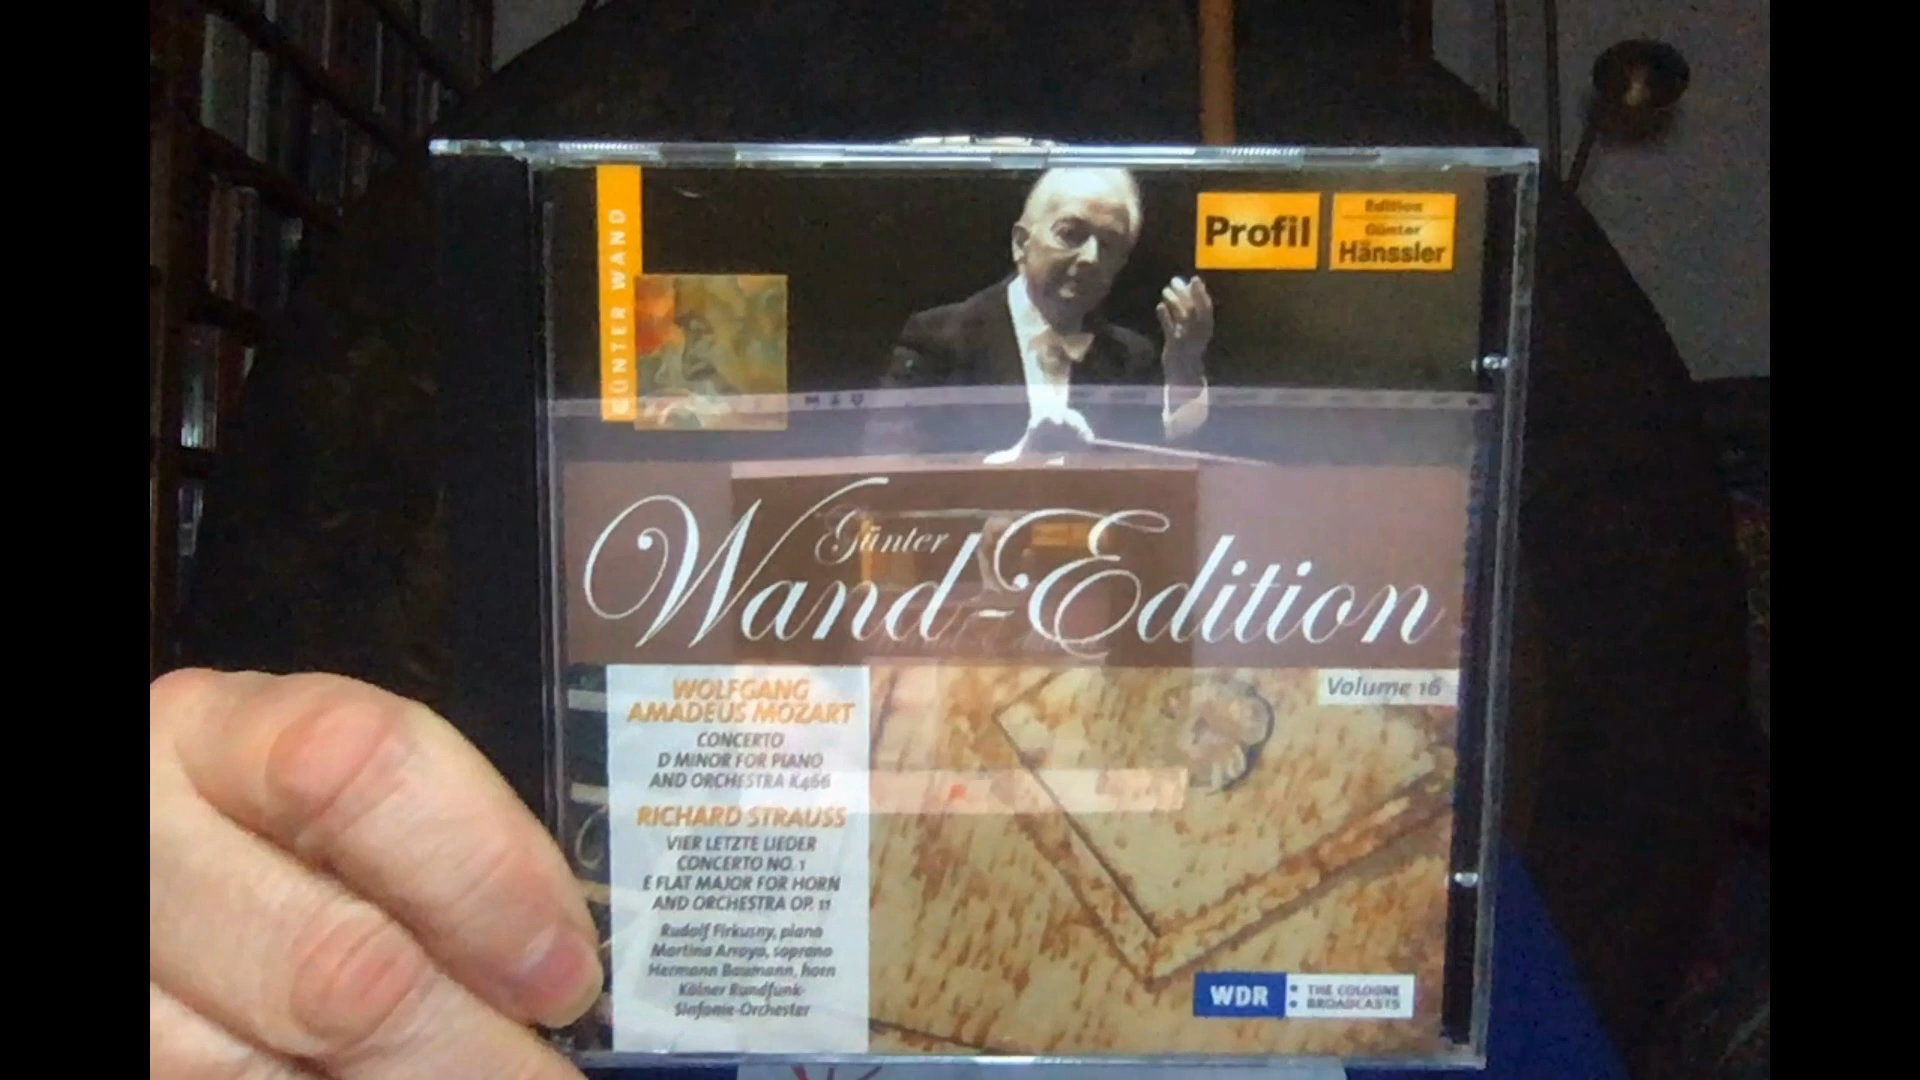 GÜNTER WAND
Profil
Edition
Günter
Hänssler
Günter
Wand-Edition
Volume 16
WOLFGANG
AMADEUS MOZART
CONCERTO
D MINOR FOR PIANO
AND ORCHESTRA K466
RICHARD STRAUSS
VIER LETZTE LIEDER
CONCERTO NO. 1
E FLAT MAJOR FOR HORN
AND ORCHESTRA OP. 11
Rudolf Firkusny, piano
Martina Arroyo, soprano
Hermann Baumann, horn
Kölner Rundfunk-
Sinfonie-Orchester
WDR
THE COLOGNE
BROADCASTS